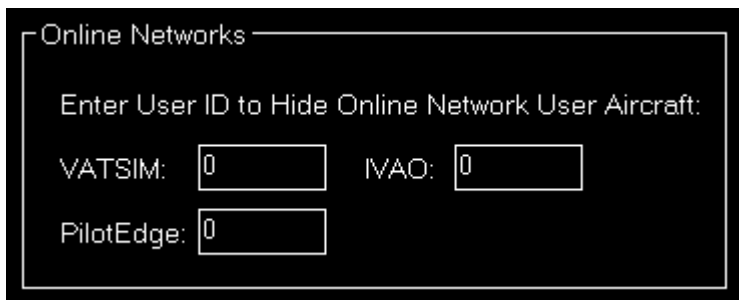 Online Networks
Enter User ID to Hide Online Network User Aircraft:
VATSIM: 0 IVAO: 0
PilotEdge: 0